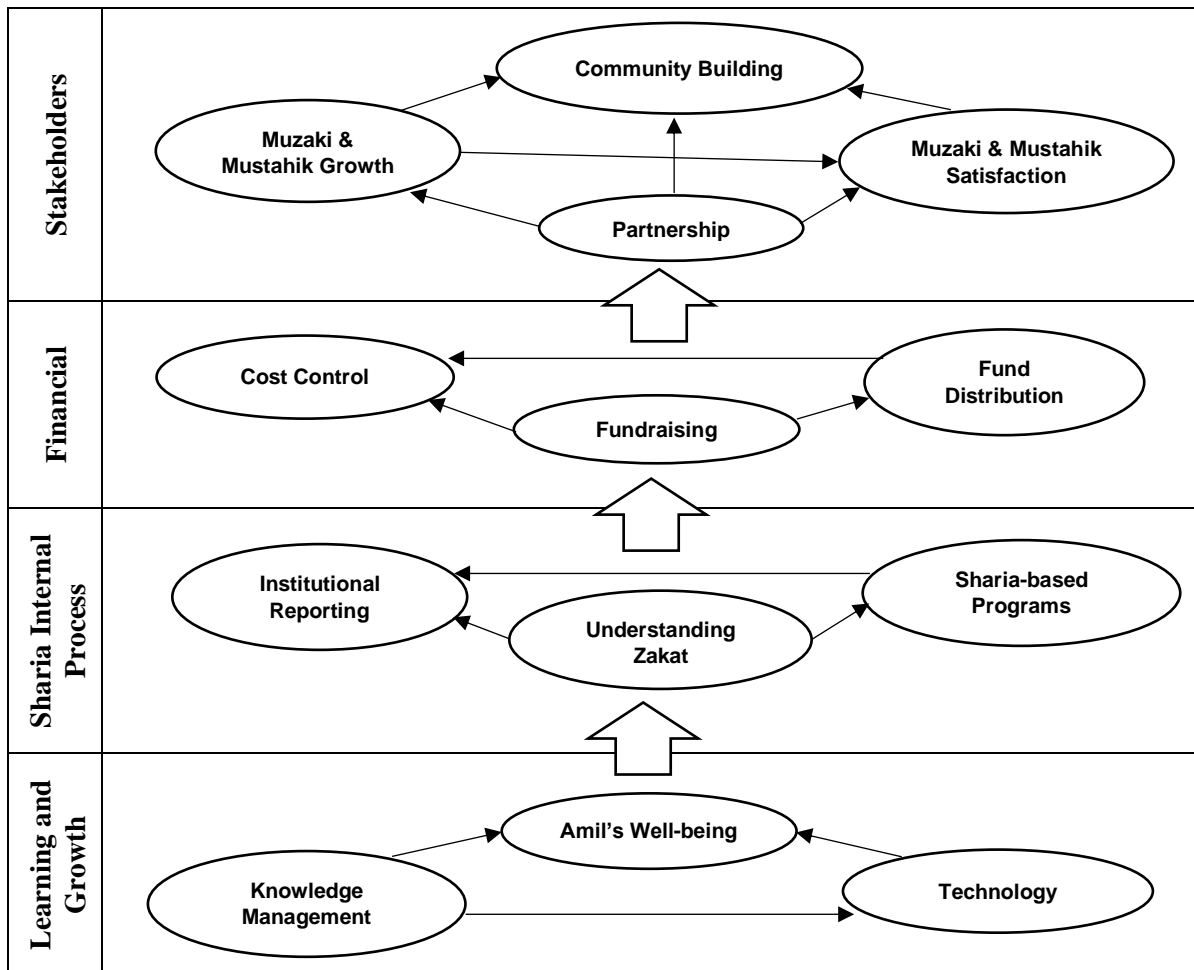 Stakeholders
Community Building
Muzaki &
Mustahik Growth
Muzaki & Mustahik
Satisfaction
Partnership
Financial
Cost Control
Fund
Distribution
Fundraising
Sharia Internal
Process
Institutional
Reporting
Sharia-based
Programs
Understanding
Zakat
Learning and
Growth
Amil’s Well-being
Knowledge
Management
Technology